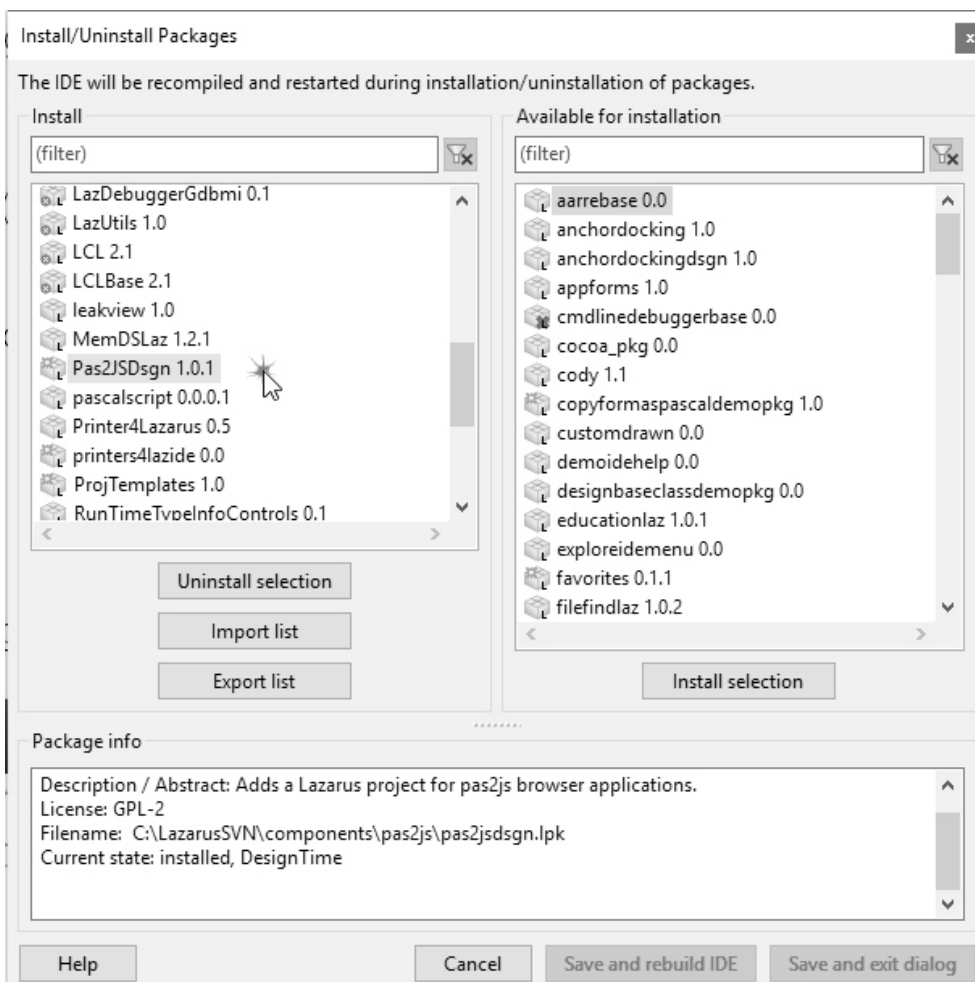 Install/Uninstall Packages
x
The IDE will be recompiled and restarted during installation/uninstallation of packages.
Install
(filter)
LazDebuggerGdbmi 0.1
LazUtils 1.0
LCL 2.1
LCLBase 2.1
leakview 1.0
MemDSLaz 1.2.1
Pas2JSDsgn 1.0.1
pascalscript 0.0.0.1
Printer4Lazarus 0.5
printers4lazide 0.0
ProjTemplates 1.0
RunTimeTypeInfoControls 0.1
Uninstall selection
Import list
Export list
Available for installation
(filter)
aarrebase 0.0
anchordocking 1.0
anchordockingdsgn 1.0
appforms 1.0
cmdlinedebuggerbase 0.0
cocoa_pkg 0.0
cody 1.1
copyformaspascaldemopkg 1.0
customdrawn 0.0
demoidehelp 0.0
designbaseclassdemopkg 0.0
educationlaz 1.0.1
exploreidemenu 0.0
favorites 0.1.1
filefindlaz 1.0.2
Install selection
Package info
Description / Abstract: Adds a Lazarus project for pas2js browser applications.
License: GPL-2
Filename:  C:\LazarusSVN\components\pas2js\pas2jsdsgn.lpk
Current state: installed, DesignTime
Help
Cancel
Save and rebuild IDE
Save and exit dialog